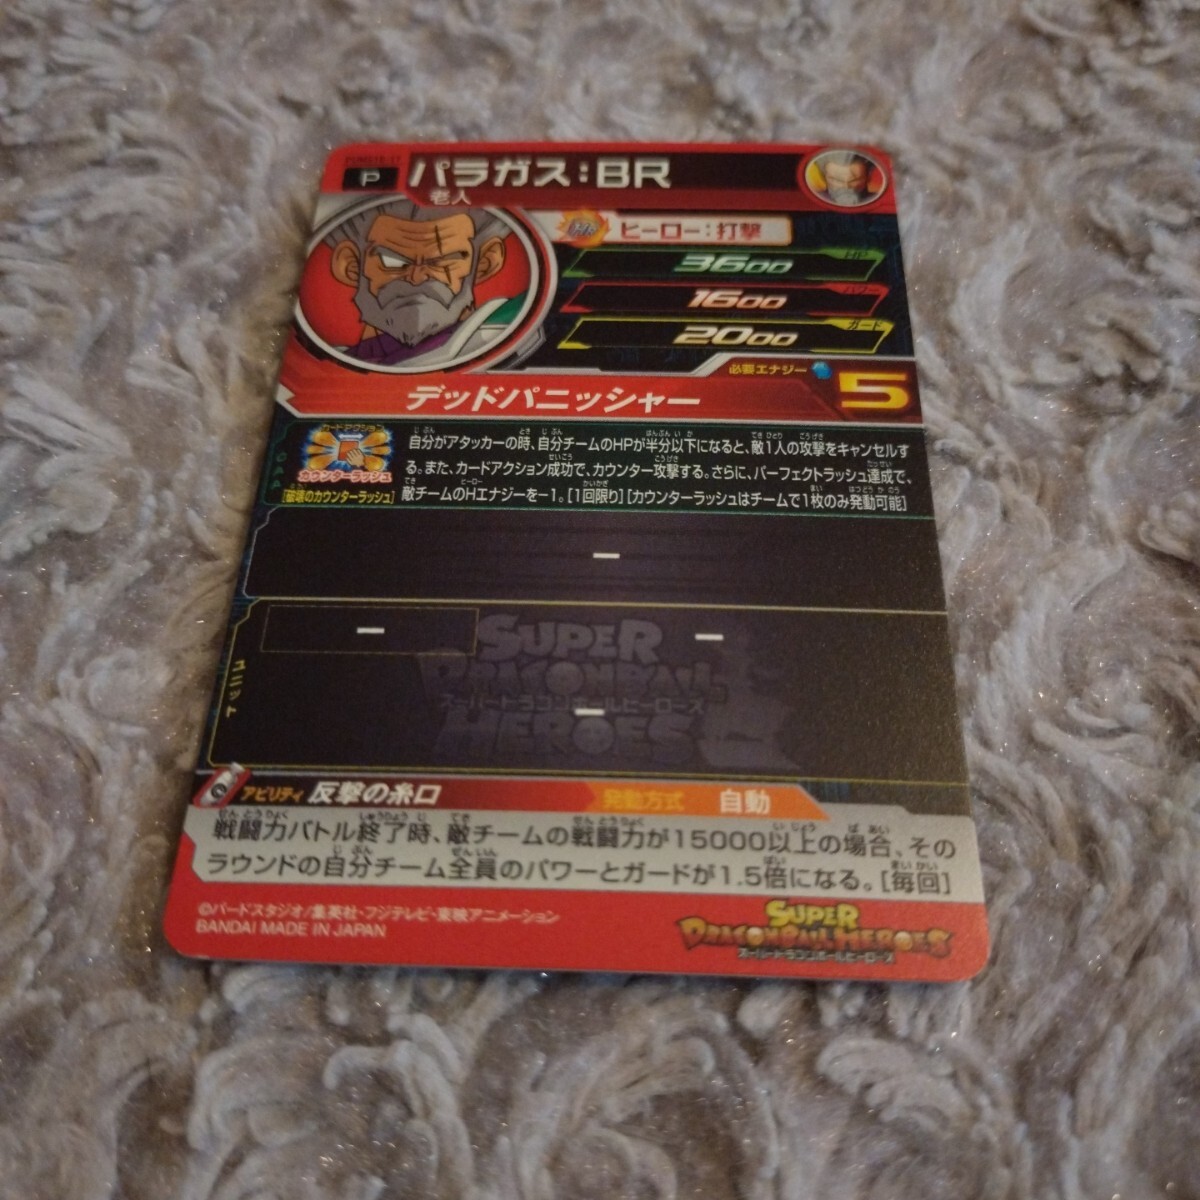 P
パラガス:BR
老人
ヒーロー:打撃
HP
3600
パワー
1600
ガード
2000
必要エナジー
5
デッドパニッシャー
カードアクション
カウンターラッシュ
[破壊のカウンターラッシュ]
CAA
自分がアタッカーの時、自分チームのHPが半分以下になると、敵1人の攻撃をキャンセルす
る。また、カードアクション成功で、カウンター攻撃する。さらに、パーフェクトラッシュ達成で、
敵チームのHエナジーを−1。[1回限り][カウンターラッシュはチームで1枚のみ発動可能]
ー
ー
ー
ー
ユニット
SUPER
DRAGONBALL
スーパードラゴンボールヒーローズ
HEROES
アビリティ 反撃の糸口
発動方式 自動
戦闘力バトル終了時、敵チームの戦闘力が15000以上の場合、その
ラウンドの自分チーム全員のパワーとガードが1.5倍になる。[毎回]
©バードスタジオ/集英社・フジテレビ・東映アニメーション
BANDAI MADE IN JAPAN
SUPER
DRAGONBALL HEROES
スーパードラゴンボールヒーローズ